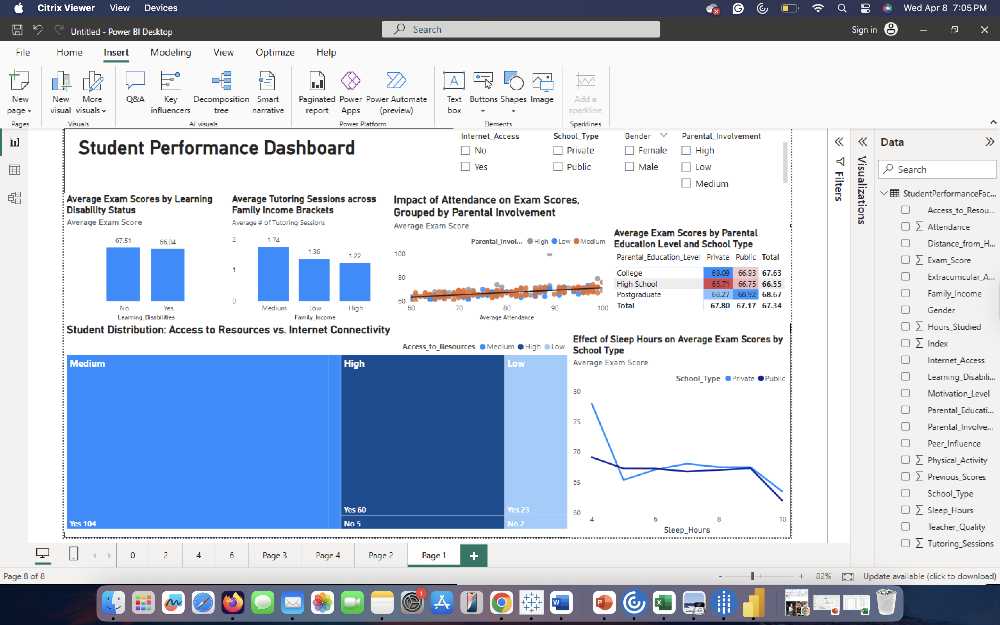 Citrix Viewer View Devices Wed Apr 8 7:05 PM
Untitled - Power BI Desktop Search Sign in
File Home Insert Modeling View Optimize Help
New page
New visual
More visuals
Q&A
Key influencers
Decomposition tree
Smart narrative
Paginated report
Power Apps
Power Automate (preview)
Text box
Buttons
Shapes
Image
Add a sparkline
Pages Visuals AI visuals Power Platform Elements Sparklines
Student Performance Dashboard
Internet_Access
No
Yes
School_Type
Private
Public
Gender
Female
Male
Parental_Involvement
High
Low
Medium
Average Exam Scores by Learning
Disability Status
Average Exam Score
67.51 66.04
No Yes
Learning_Disabilities
Average Tutoring Sessions across
Family Income Brackets
Average # of Tutoring Sessions
2
1
0
1.74 1.36 1.22
Medium Low High
Family_Income
Impact of Attendance on Exam Scores,
Grouped by Parental Involvement
Average Exam Score
Parental_Invol... High Low Medium
100
80
60
60 70 80 90 100
Average Attendance
Average Exam Scores by Parental
Education Level and School Type
Parental_Education_Level Private Public Total
College 69.09 66.93 67.63
High School 65.71 66.75 66.55
Postgraduate 68.27 68.92 68.67
Total 67.80 67.17 67.34
Student Distribution: Access to Resources vs. Internet Connectivity
Access_to_Resources Medium High Low
Medium High Low
Yes 60 Yes 23
Yes 104 No 5 No 2
Effect of Sleep Hours on Average Exam Scores by
School Type
Average Exam Score
School_Type Private Public
80
75
70
65
60
4 6 8 10
Sleep_Hours
Filters
Visualizations
Data
Search
StudentPerformanceFac...
Access_to_Resou...
Attendance
Distance_from_H...
Exam_Score
Extracurricular_A...
Family_Income
Gender
Hours_Studied
Index
Internet_Access
Learning_Disabili...
Motivation_Level
Parental_Educati...
Parental_Involve...
Peer_Influence
Physical_Activity
Previous_Scores
School_Type
Sleep_Hours
Teacher_Quality
Tutoring_Sessions
0 2 4 6 Page 3 Page 4 Page 2 Page 1
Page 8 of 8 82% Update available (click to download)
1